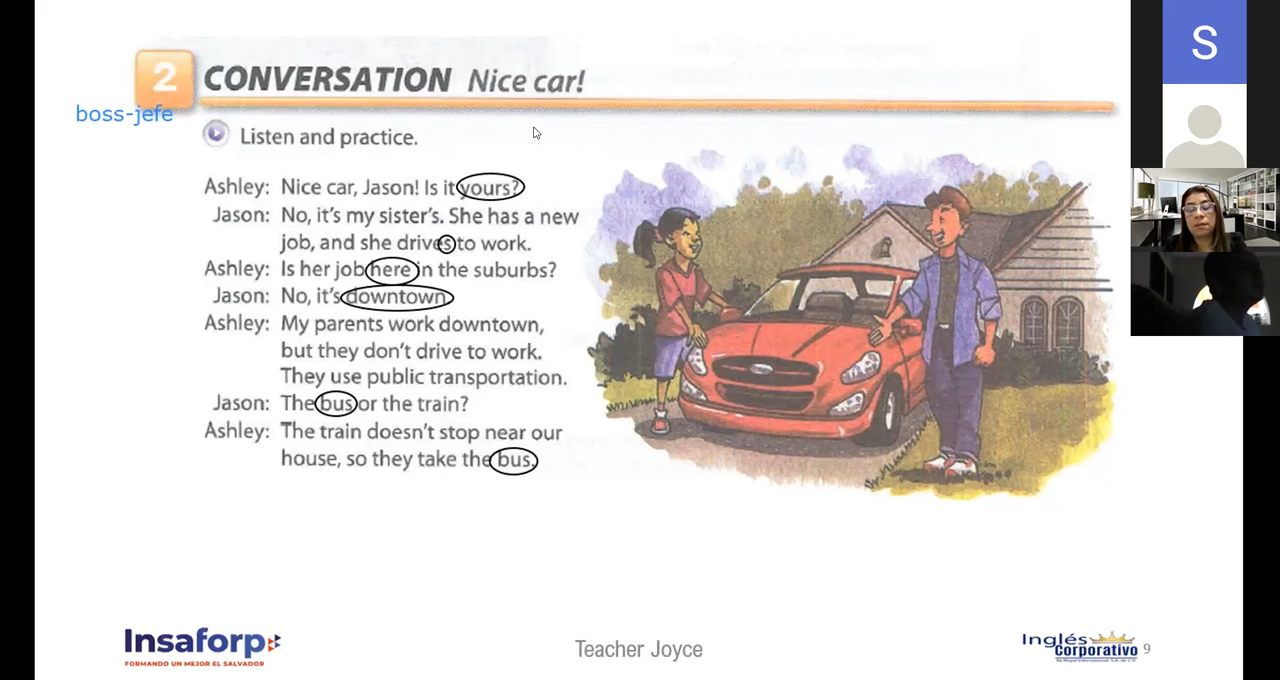 2 CONVERSATION Nice car!
boss-jefe
Listen and practice.
Ashley: Nice car, Jason! Is it yours?
Jason: No, it's my sister's. She has a new
job, and she drives to work.
Ashley: Is her job here in the suburbs?
Jason: No, it's downtown.
Ashley: My parents work downtown,
but they don't drive to work.
They use public transportation.
Jason: The bus or the train?
Ashley: The train doesn't stop near our
house, so they take the bus.
S
Insaforp
FORMANDO UN MEJOR EL SALVADOR
Teacher Joyce
Inglés
Corporativo
9